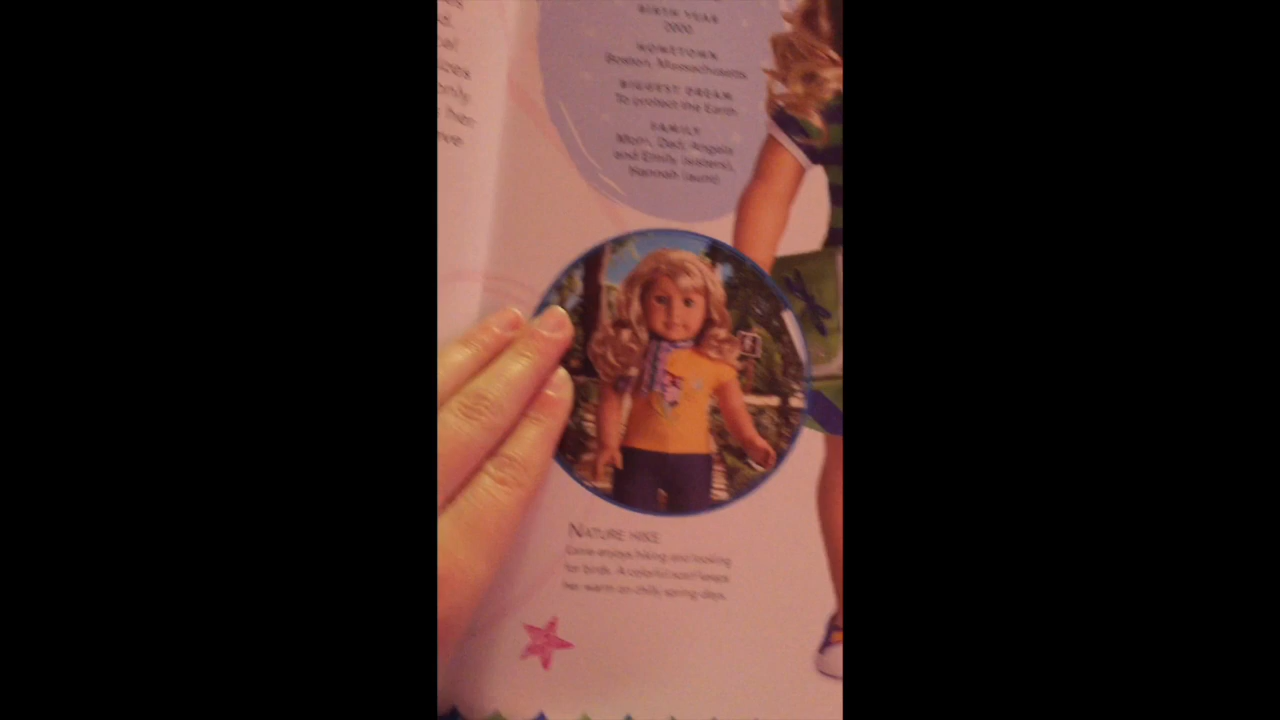 d.
only
her
BIRTH YEAR
2000
HOMETOWN
Boston, Massachusetts
BIGGEST DREAM
To protect the Earth
FAMILY
Mom, Dad, Angela
and Emily (sisters),
Hannah (aunt)
NATURE HIKE
enjoys hiking and looking
for birds. A colorful scarf keeps
her warm on chilly spring days.